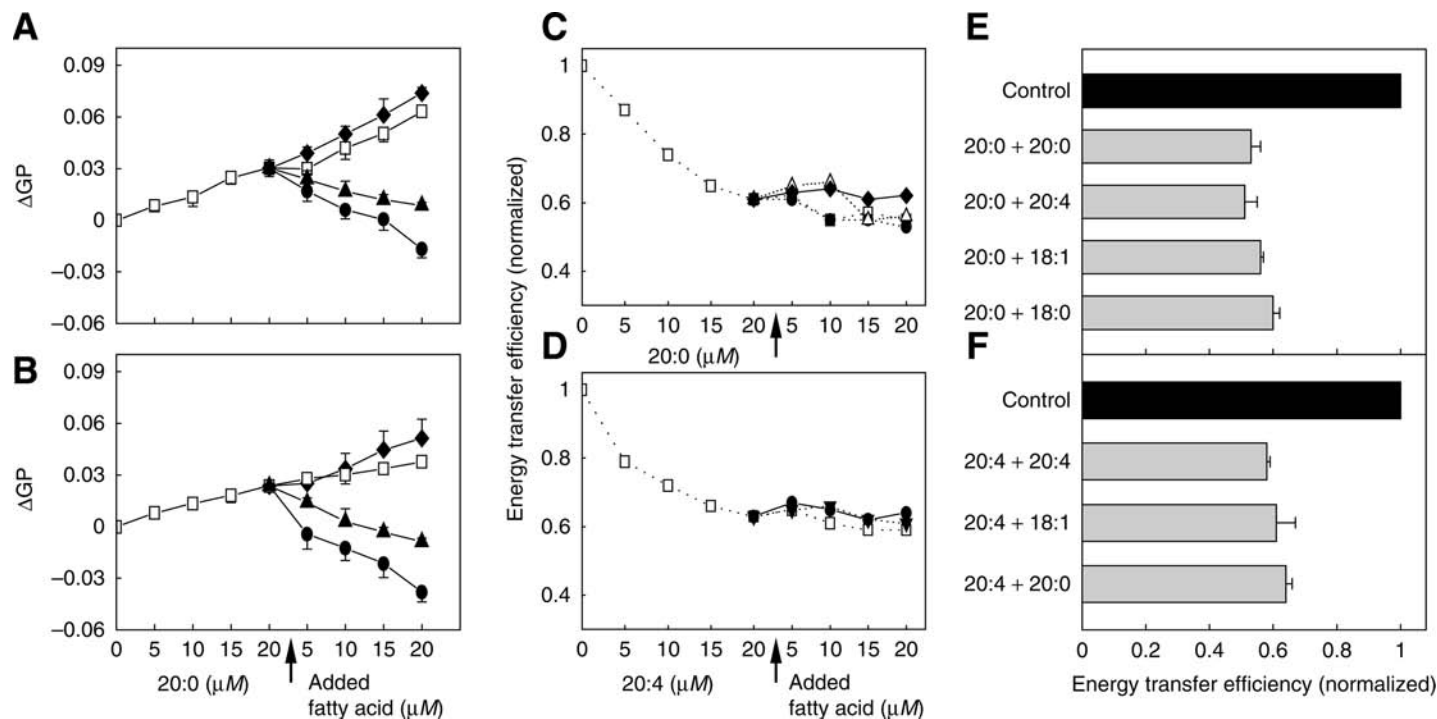 A
0.09
0.06
0.03
0
−0.03
−0.06
ΔGP
B
0.09
0.06
0.03
0
−0.03
−0.06
ΔGP
0 5 10 15 20 5 10 15 20
20:0 (μM)
Added
fatty acid (μM)
C
1
0.8
0.6
0.4
0 5 10 15 20 5 10 15 20
20:0 (μM)
Energy transfer efficiency (normalized)
D
1
0.8
0.6
0.4
0 5 10 15 20 5 10 15 20
20:4 (μM)
Added
fatty acid (μM)
E
Control
20:0 + 20:0
20:0 + 20:4
20:0 + 18:1
20:0 + 18:0
F
Control
20:4 + 20:4
20:4 + 18:1
20:4 + 20:0
0 0.2 0.4 0.6 0.8 1
Energy transfer efficiency (normalized)